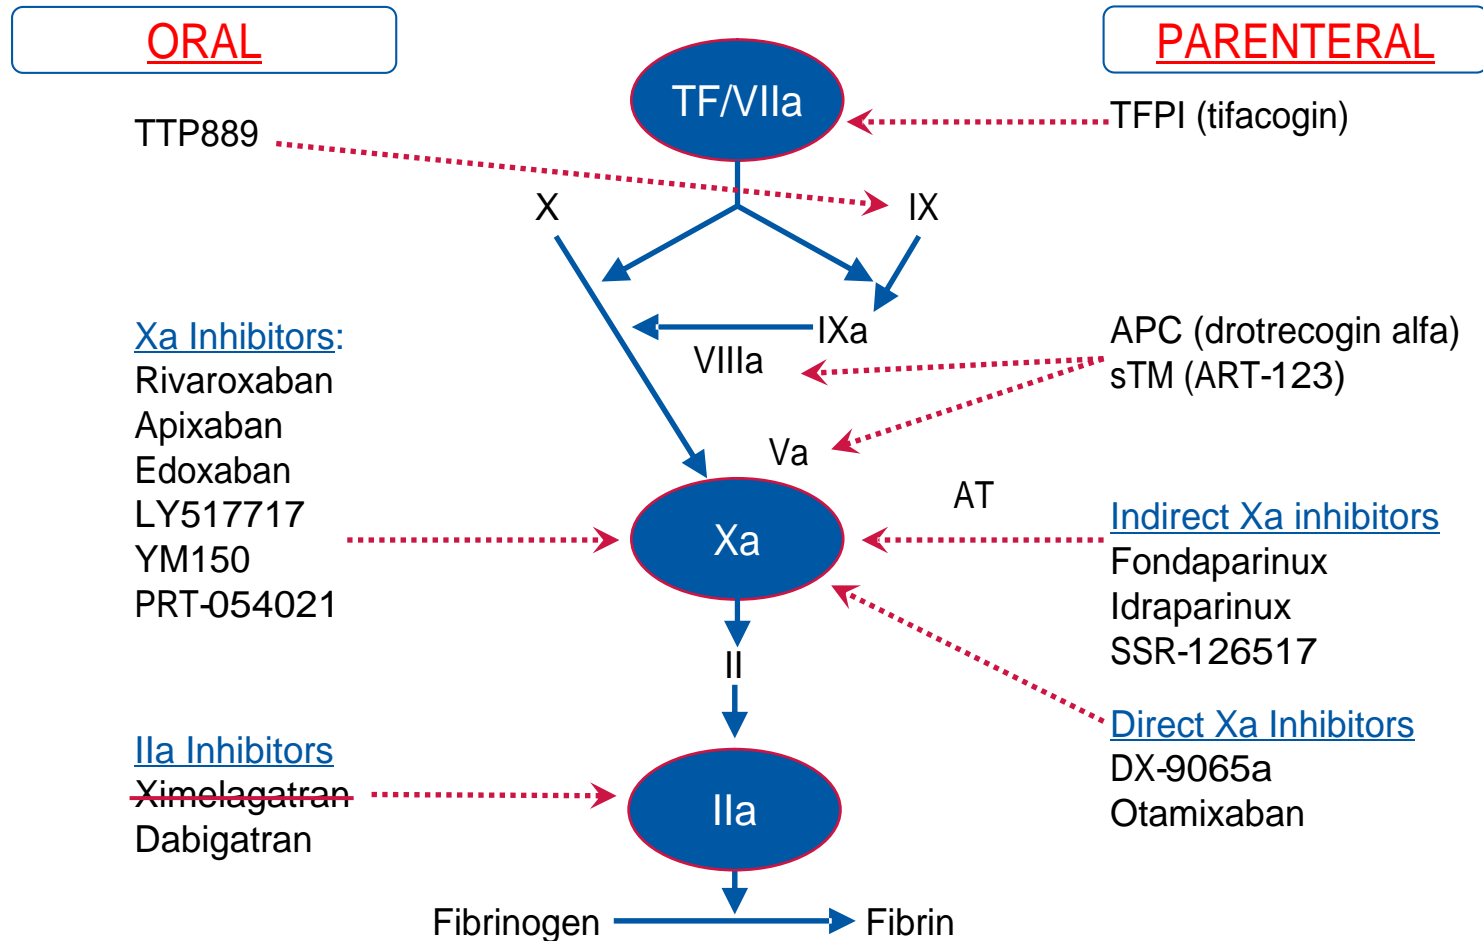 ORAL
PARENTERAL
TF/VIIa
TTP889
TFPI (tifacogin)
X
IX
Xa Inhibitors:
Rivaroxaban
Apixaban
Edoxaban
LY517717
YM150
PRT-054021
IXa
VIIIa
APC (drotrecogin alfa)
sTM (ART-123)
Va
AT
Xa
Indirect Xa inhibitors
Fondaparinux
Idraparinux
SSR-126517
II
Direct Xa Inhibitors
DX-9065a
Otamixaban
IIa Inhibitors
Ximelagatran
Dabigatran
IIa
Fibrinogen
Fibrin